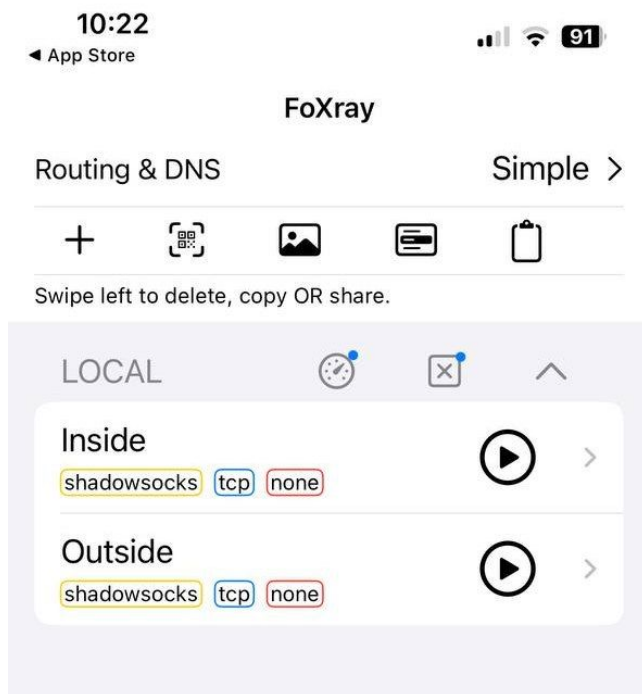 10:22
91
◀ App Store
FoXray
Routing & DNS Simple >
Swipe left to delete, copy OR share.
LOCAL
Inside
shadowsocks tcp none
Outside
shadowsocks tcp none